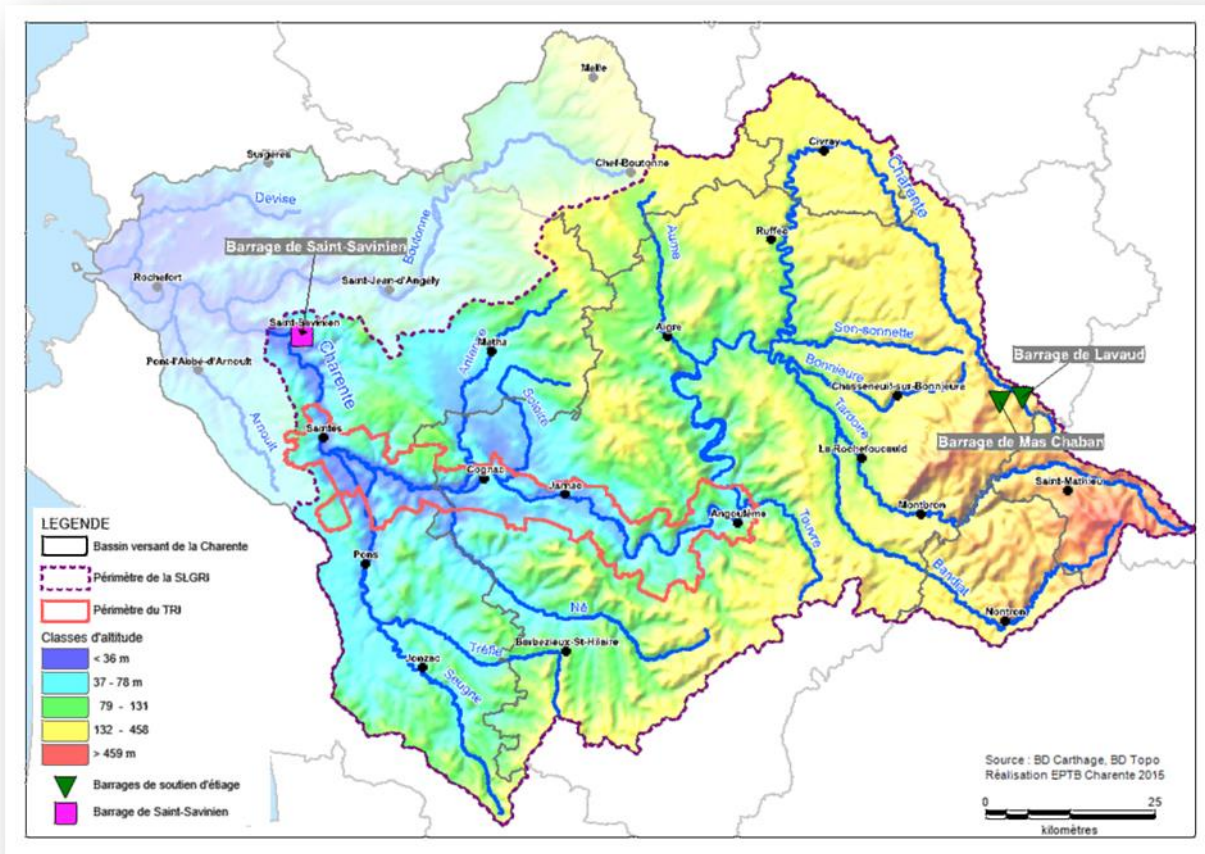 Melle
Surgères
Chef-Boutonne
Civray
Charente
Devise
Boutonne
Barrage de Saint-Savinien
Rochefort
Saint-Jean-d'Angély
Aume
Ruffec
Saint-Savinien
Charente
Pont-l'Abbé-d'Arnoult
Matha
Antenne
Soloire
Aigre
Son-sonnette
Bonnieure
Chasseneuil-sur-Bonnieure
Barrage de Lavaud
Barrage de Mas Chaban
Tardoire
Arnoult
Saintes
Cognac
Jarnac
La Rochefoucauld
Saint-Mathieu
Montbron
Angoulême
Touvre
Bandiat
Nontron
Pons
Né
Tréfle
Barbezieux-St-Hilaire
Jonzac
Seugne
LEGENDE
Bassin versant de la Charente
Périmètre de la SLGRI
Périmètre du TRI
Classes d'altitude
< 36 m
37 - 78 m
79 - 131
132 - 458
> 459 m
Barrages de soutien d'étiage
Barrage de Saint-Savinien
Source : BD Carthage, BD Topo
Réalisation EPTB Charente 2015
0 25
kilomètres